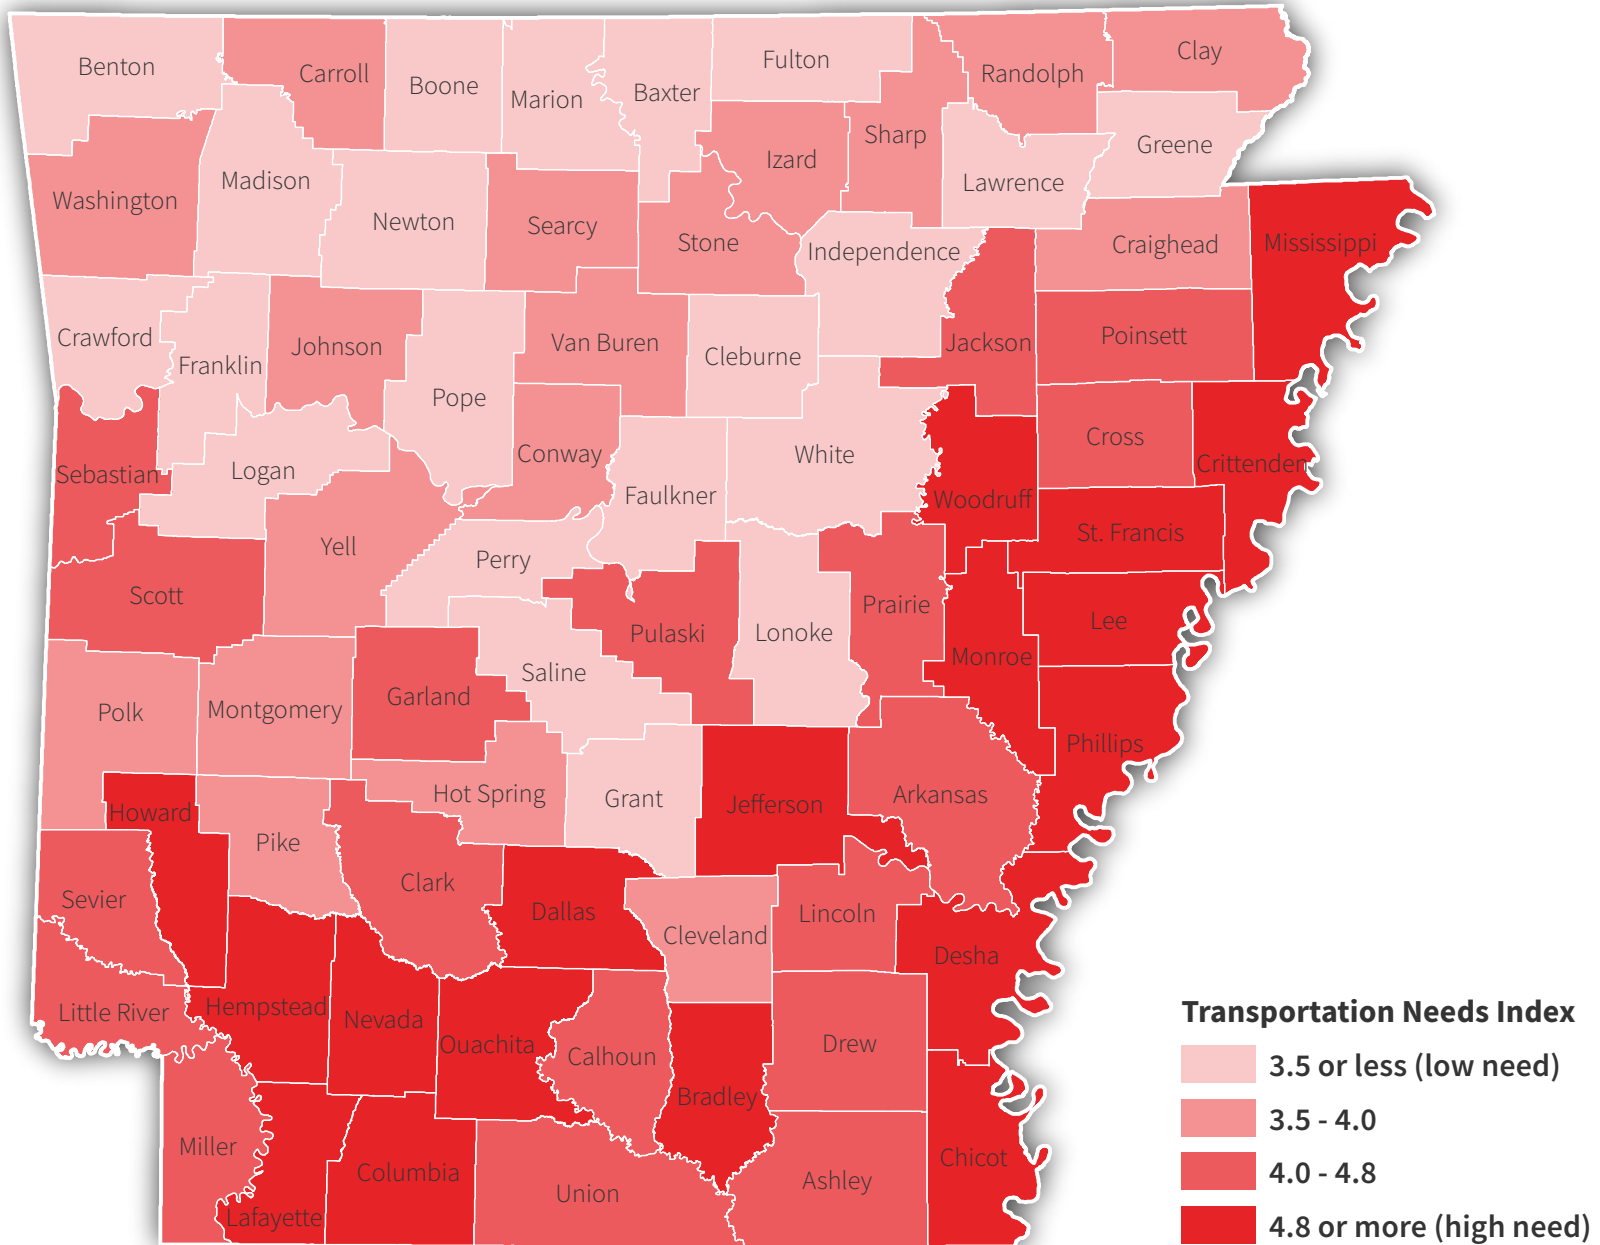 Benton
Carroll
Boone
Marion
Baxter
Fulton
Randolph
Clay
Sharp
Izard
Lawrence
Greene
Washington
Madison
Newton
Searcy
Stone
Independence
Craighead
Mississippi
Crawford
Franklin
Johnson
Pope
Van Buren
Cleburne
Jackson
Poinsett
Sebastian
Logan
Conway
Faulkner
White
Woodruff
Cross
Crittenden
St. Francis
Scott
Yell
Perry
Pulaski
Lonoke
Prairie
Monroe
Lee
Polk
Montgomery
Garland
Saline
Phillips
Howard
Pike
Hot Spring
Grant
Jefferson
Arkansas
Sevier
Clark
Dallas
Cleveland
Lincoln
Desha
Little River
Hempstead
Nevada
Ouachita
Calhoun
Bradley
Drew
Miller
Lafayette
Columbia
Union
Ashley
Chicot
Transportation Needs Index
3.5 or less (low need)
3.5 - 4.0
4.0 - 4.8
4.8 or more (high need)